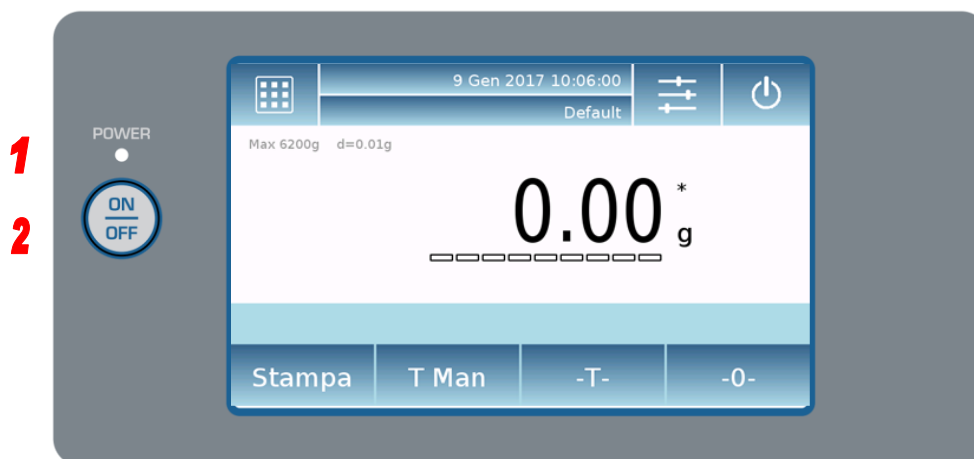 9 Gen 2017 10:06:00
Default
POWER
1
Max 6200g d=0.01g
ON
OFF
2
0.00 *
g
Stampa T Man -T- -0-